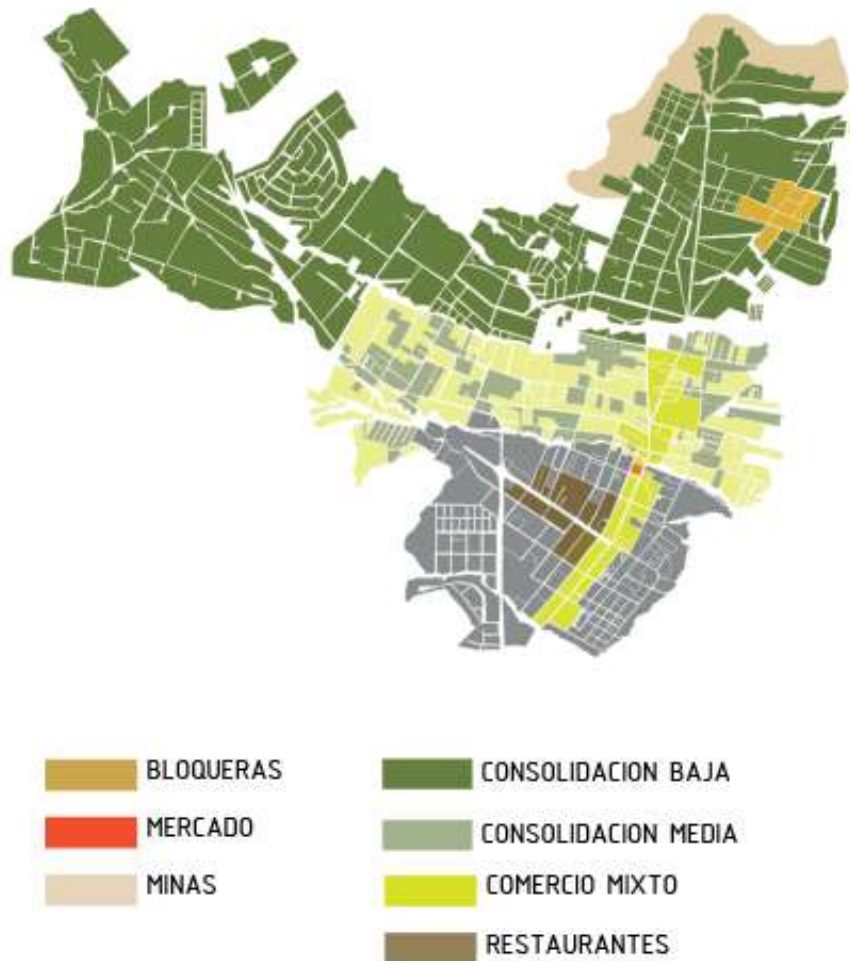 BLOQUERAS
MERCADO
MINAS
CONSOLIDACION BAJA
CONSOLIDACION MEDIA
COMERCIO MIXTO
RESTAURANTES